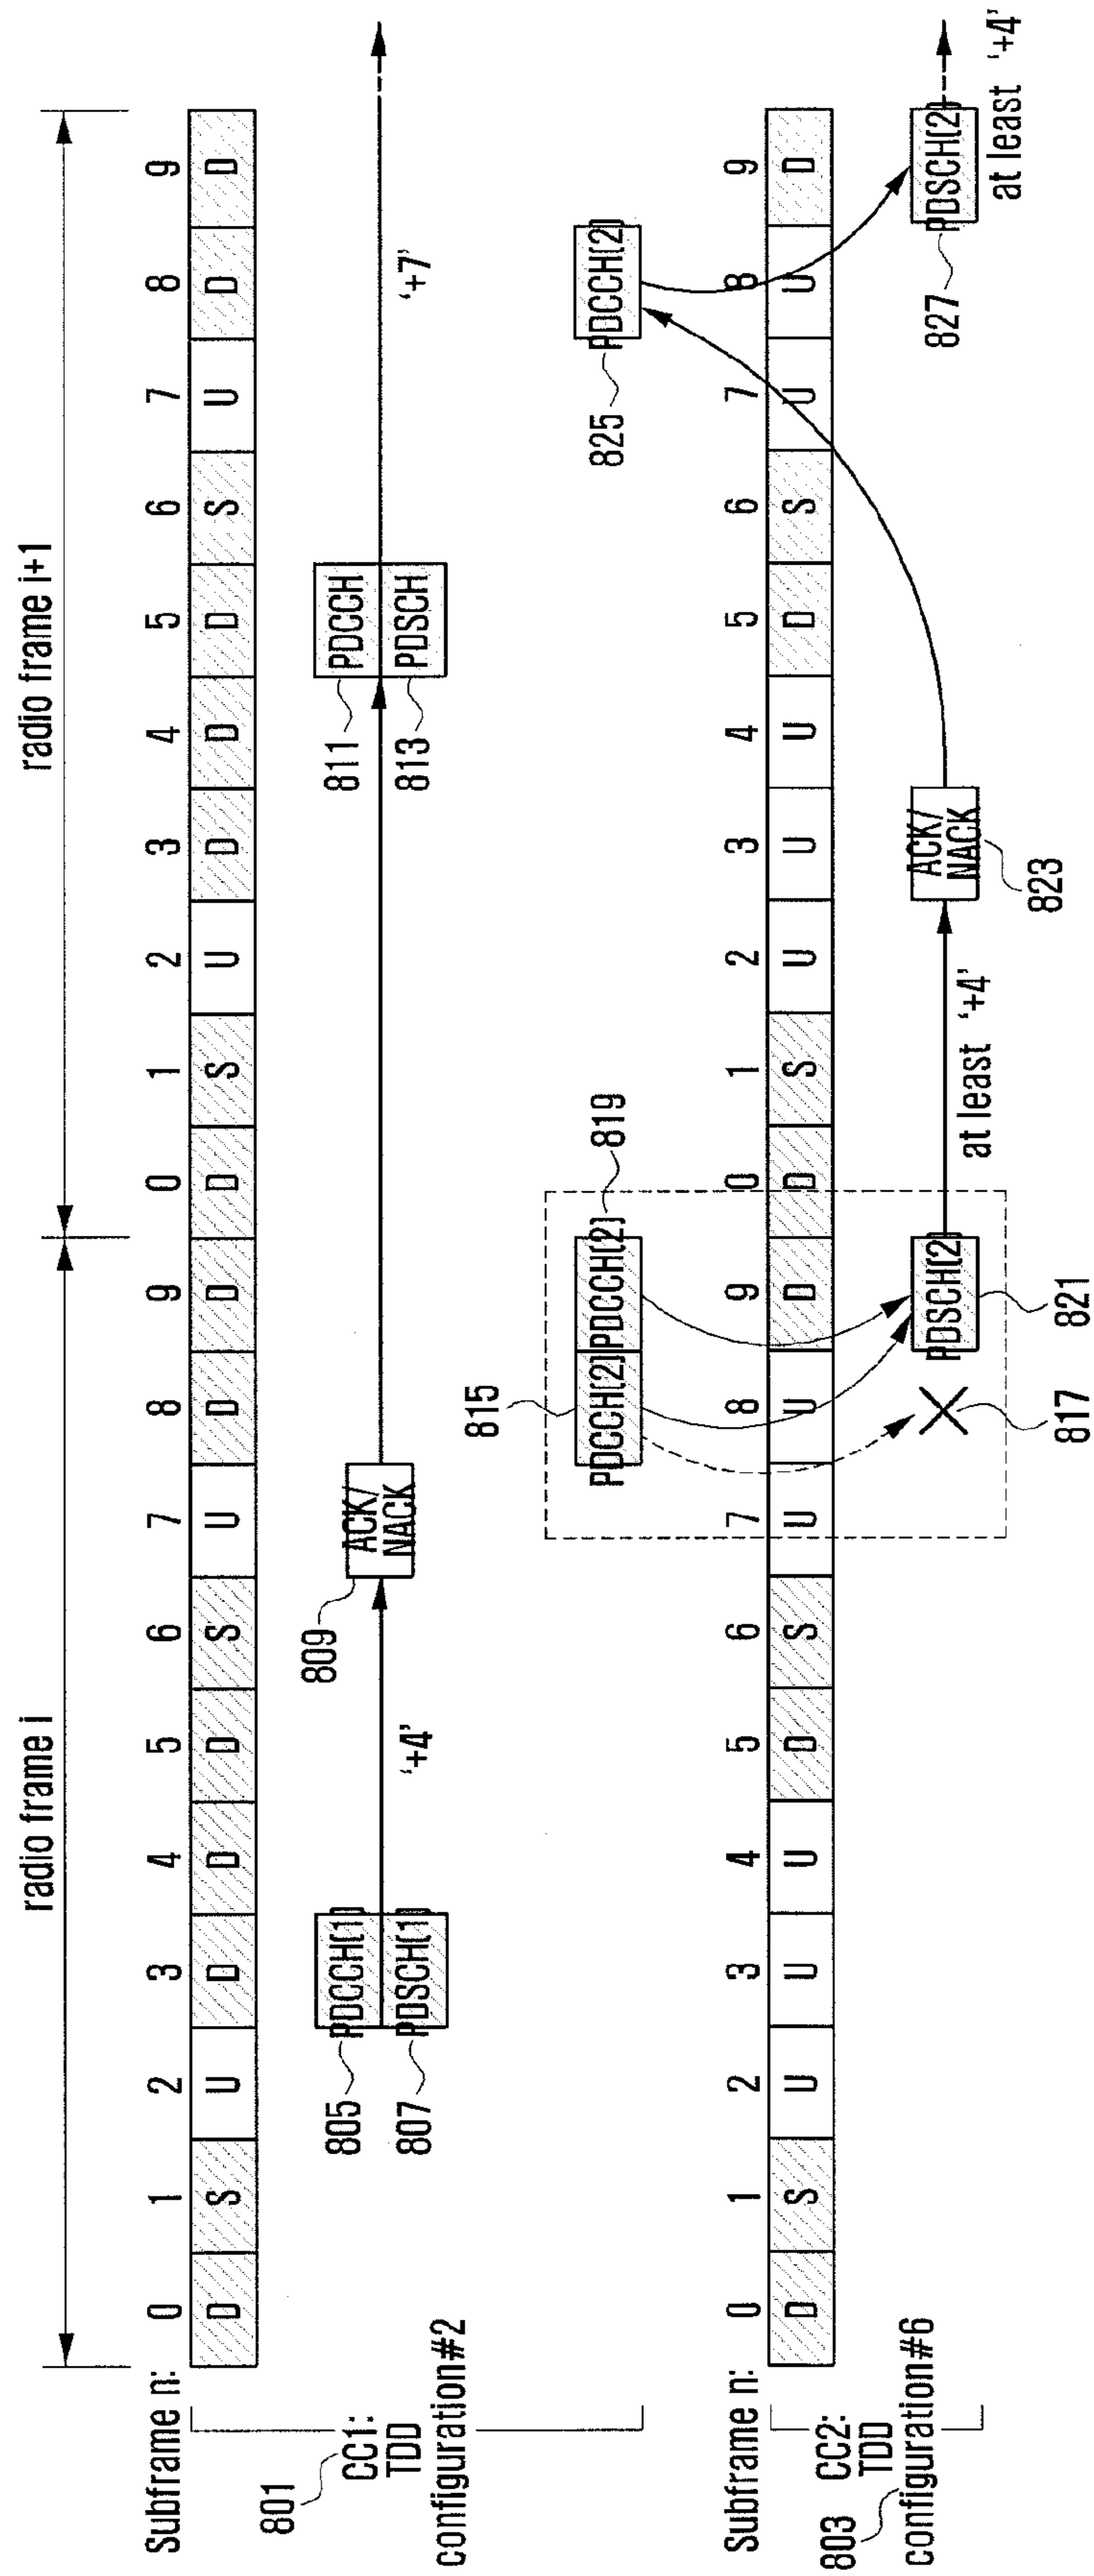 radio frame i
radio frame i+1
Subframe n:
0 1 2 3 4 5 6 7 8 9 0 1 2 3 4 5 6 7 8 9
801
CC1:
TDD
configuration#2
D S U D D D S U D D D S U D D D S U D D
805
PDCCH(1)
807
PDSCH(1)
'+4'
809
ACK/
NACK
811
PDCCH
813
PDSCH
'+7'
815
PDCCH(2)
PDCCH(2)
819
825
PDCCH(2)
Subframe n:
0 1 2 3 4 5 6 7 8 9 0 1 2 3 4 5 6 7 8 9
803
CC2:
TDD
configuration#6
D S U U U D S U U D D S U U U D S U U D
817
PDSCH(2)
821
at least '+4'
ACK/
NACK
823
PDSCH(2)
827
at least '+4'